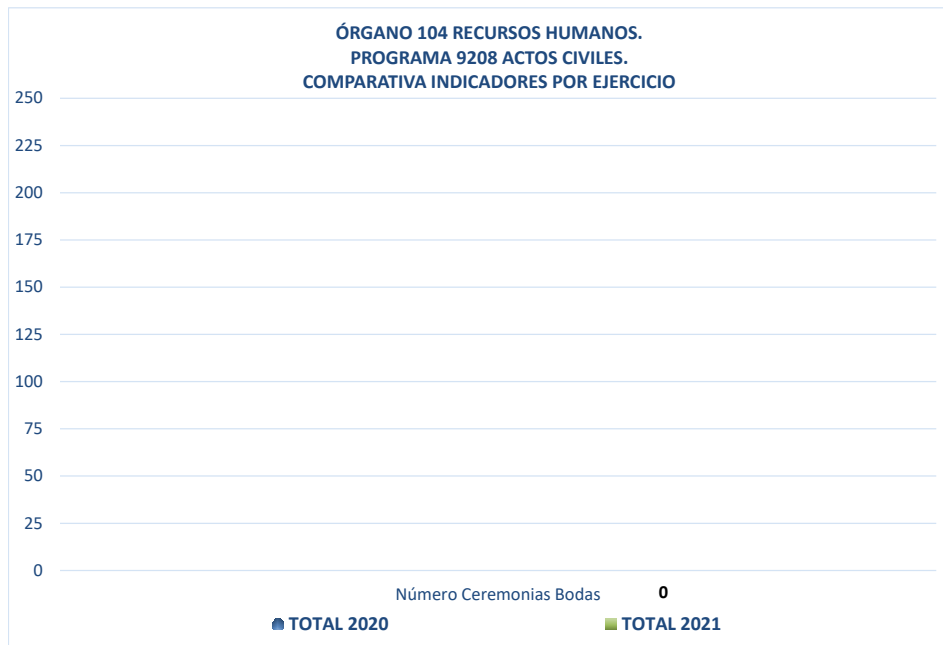 ÓRGANO 104 RECURSOS HUMANOS.
PROGRAMA 9208 ACTOS CIVILES.
COMPARATIVA INDICADORES POR EJERCICIO
250
225
200
175
150
125
100
75
50
25
0
Número Ceremonias Bodas 0
TOTAL 2020 TOTAL 2021